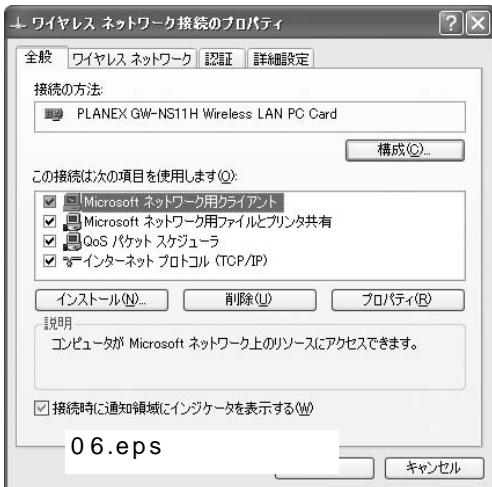 ワイヤレス ネットワーク接続のプロパティ
全般 ワイヤレス ネットワーク 認証 詳細設定
接続の方法:
PLANEX GW-NS11H Wireless LAN PC Card
構成(C)...
この接続は次の項目を使用します(O):
Microsoft ネットワーク用クライアント
Microsoft ネットワーク用ファイルとプリンタ共有
QoS パケット スケジューラ
インターネット プロトコル (TCP/IP)
インストール(N)... 削除(U) プロパティ(R)
説明
コンピュータが Microsoft ネットワーク上のリソースにアクセスできます。
接続時に通知領域にインジケータを表示する(W)
06.eps
キャンセル